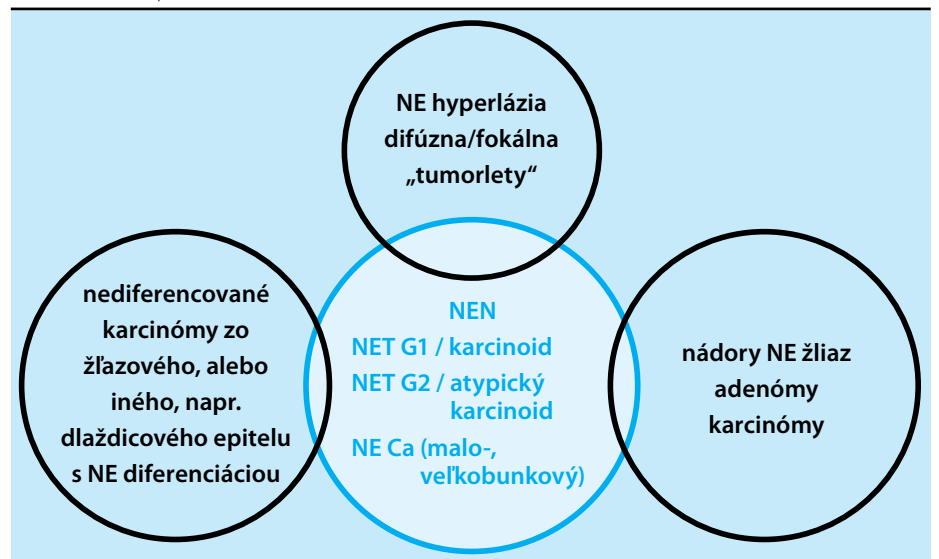 NE hyperlázia
difúzna/fokálna
„tumorlety“
nediferencované
karcinómy zo
žľazového, alebo
iného, napr.
dlaždicového epitelu
s NE diferenciáciou
NEN
NET G1 / karcinoid
NET G2 / atypický
karcinoid
NE Ca (malo-,
veľkobunkový)
nádory NE žliaz
adenómy
karcinómy